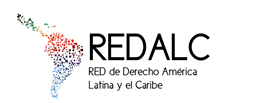 REDALC
RED de Derecho América
Latina y el Caribe